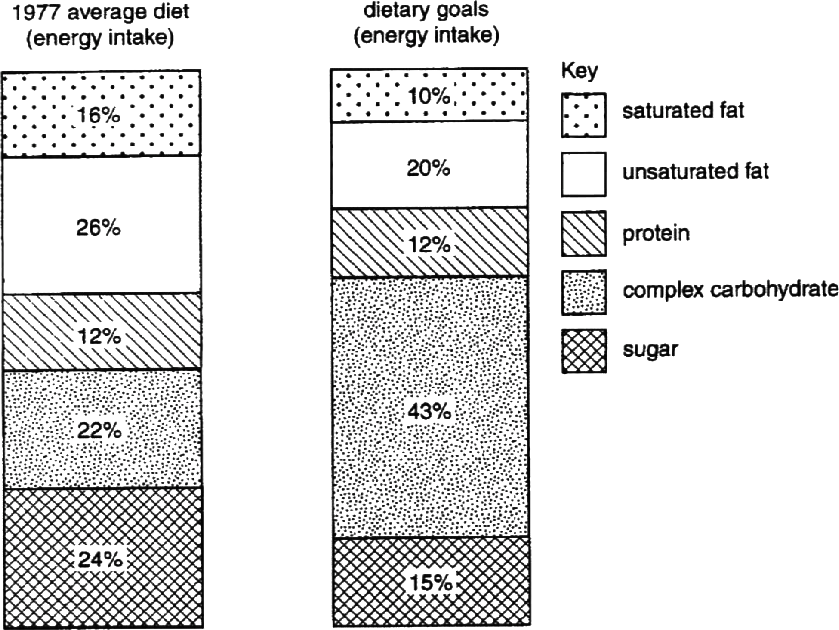 1977 average diet
(energy intake)
16%
26%
12%
22%
24%
dietary goals
(energy intake)
10%
20%
12%
43%
15%
Key
saturated fat
unsaturated fat
protein
complex carbohydrate
sugar